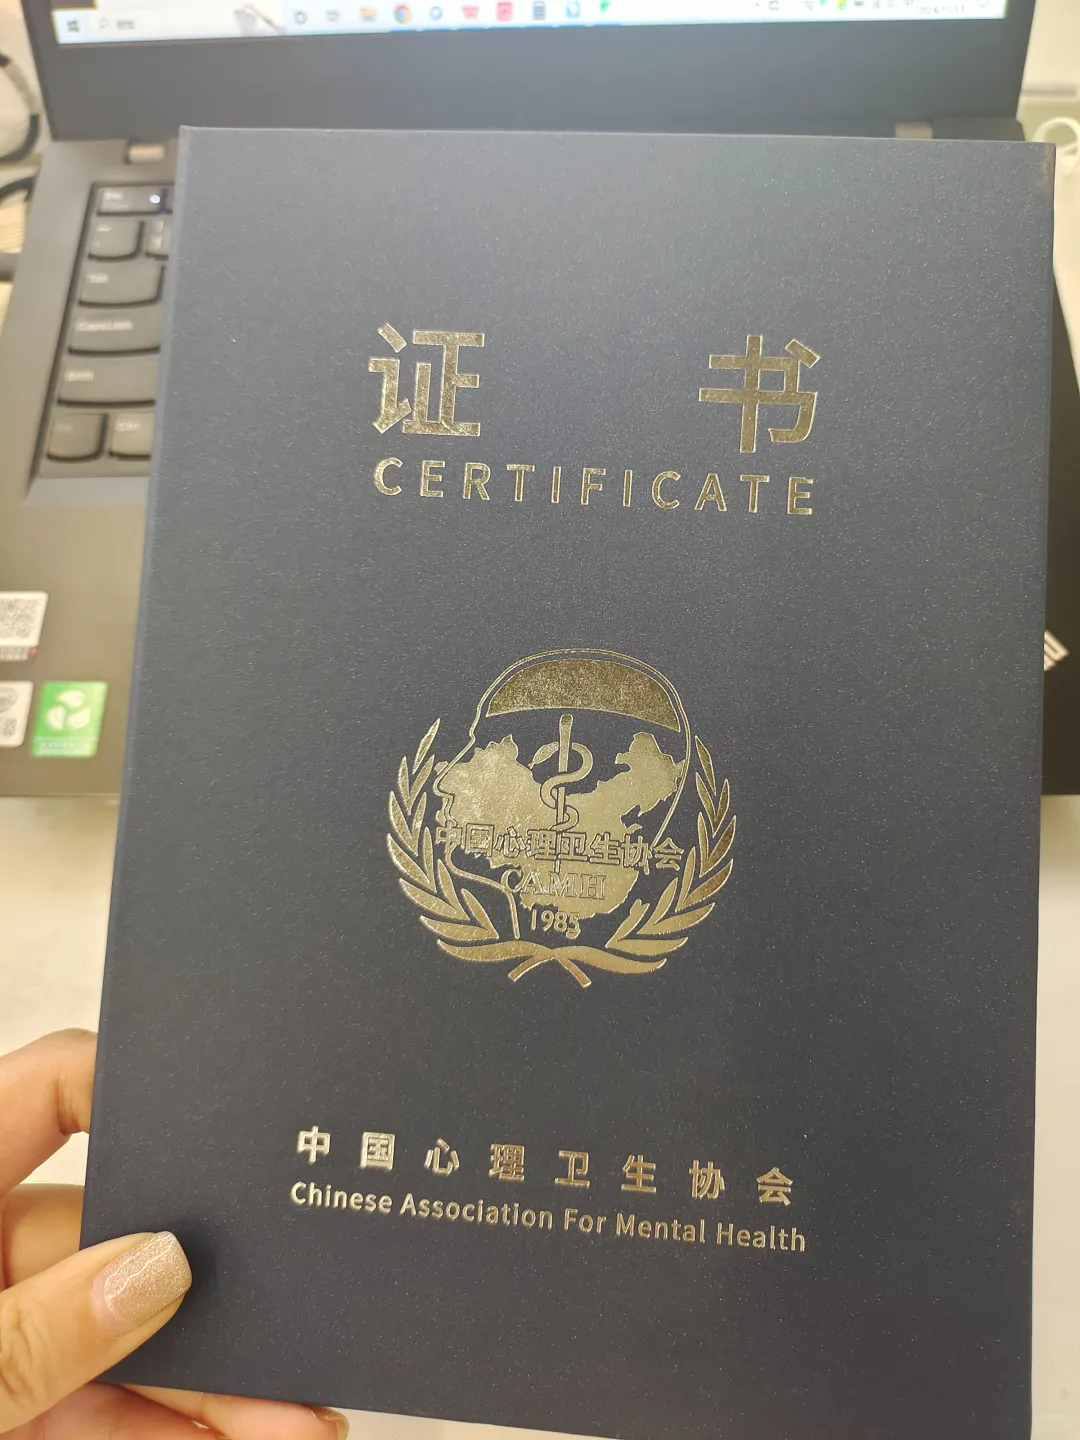 证书
CERTIFICATE
中国心理卫生协会
CAMH
1985
中国心理卫生协会
Chinese Association For Mental Health